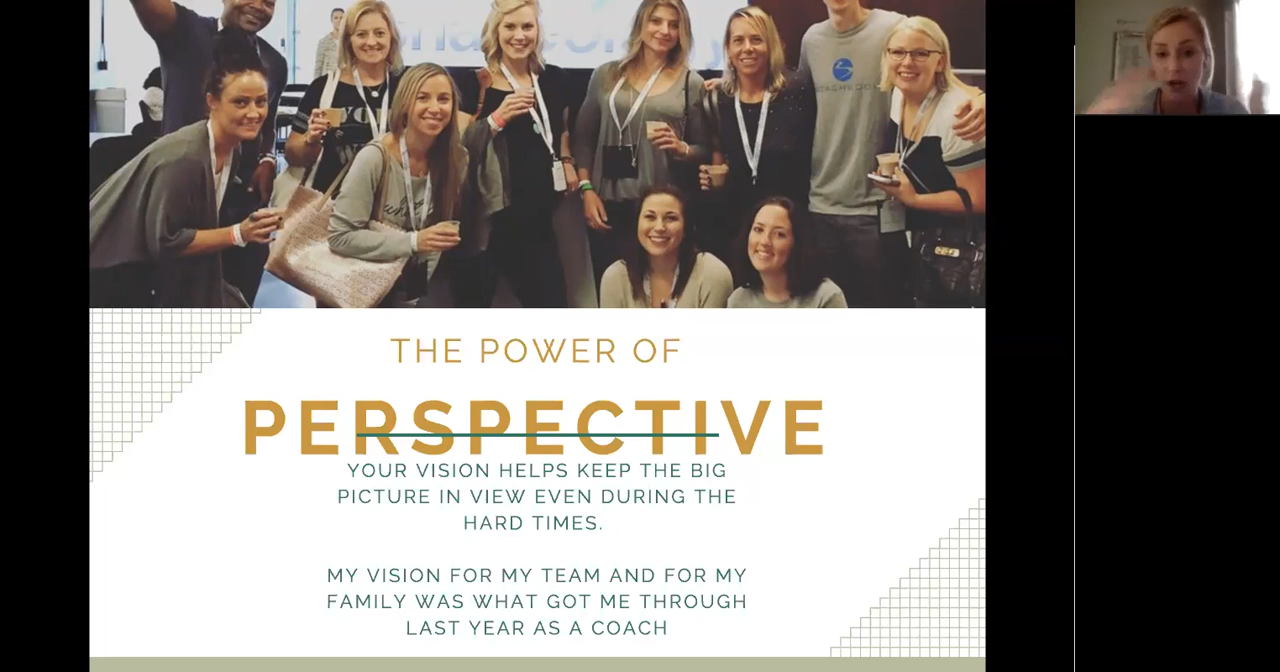 THE POWER OF
PERSPECTIVE
YOUR VISION HELPS KEEP THE BIG
PICTURE IN VIEW EVEN DURING THE
HARD TIMES.
MY VISION FOR MY TEAM AND FOR MY
FAMILY WAS WHAT GOT ME THROUGH
LAST YEAR AS A COACH